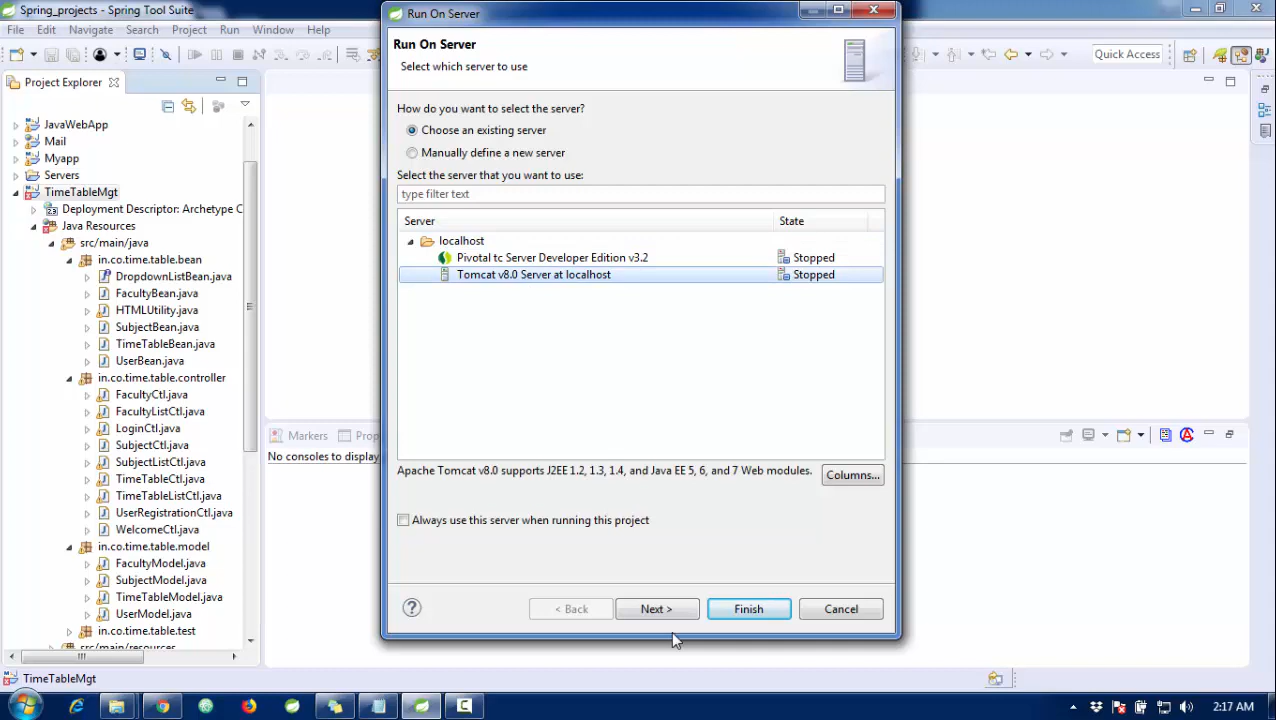 Spring_projects - Spring Tool Suite
File Edit Navigate Search Project Run Window Help
Quick Access
Project Explorer
JavaWebApp
Mail
Myapp
Servers
TimeTableMgt
Deployment Descriptor: Archetype C
Java Resources
src/main/java
in.co.time.table.bean
DropdownListBean.java
FacultyBean.java
HTMLUtility.java
SubjectBean.java
TimeTableBean.java
UserBean.java
in.co.time.table.controller
FacultyCtl.java
FacultyListCtl.java
LoginCtl.java
SubjectCtl.java
SubjectListCtl.java
TimeTableCtl.java
TimeTableListCtl.java
UserRegistrationCtl.java
WelcomeCtl.java
in.co.time.table.model
FacultyModel.java
SubjectModel.java
TimeTableModel.java
UserModel.java
in.co.time.table.test
src/main/resources
TimeTableMgt
Markers Prop
No consoles to display
Run On Server
Run On Server
Select which server to use
How do you want to select the server?
Choose an existing server
Manually define a new server
Select the server that you want to use:
type filter text
Server State
localhost
Pivotal tc Server Developer Edition v3.2 Stopped
Tomcat v8.0 Server at localhost Stopped
Apache Tomcat v8.0 supports J2EE 1.2, 1.3, 1.4, and Java EE 5, 6, and 7 Web modules.
Columns...
Always use this server when running this project
< Back Next > Finish Cancel
2:17 AM